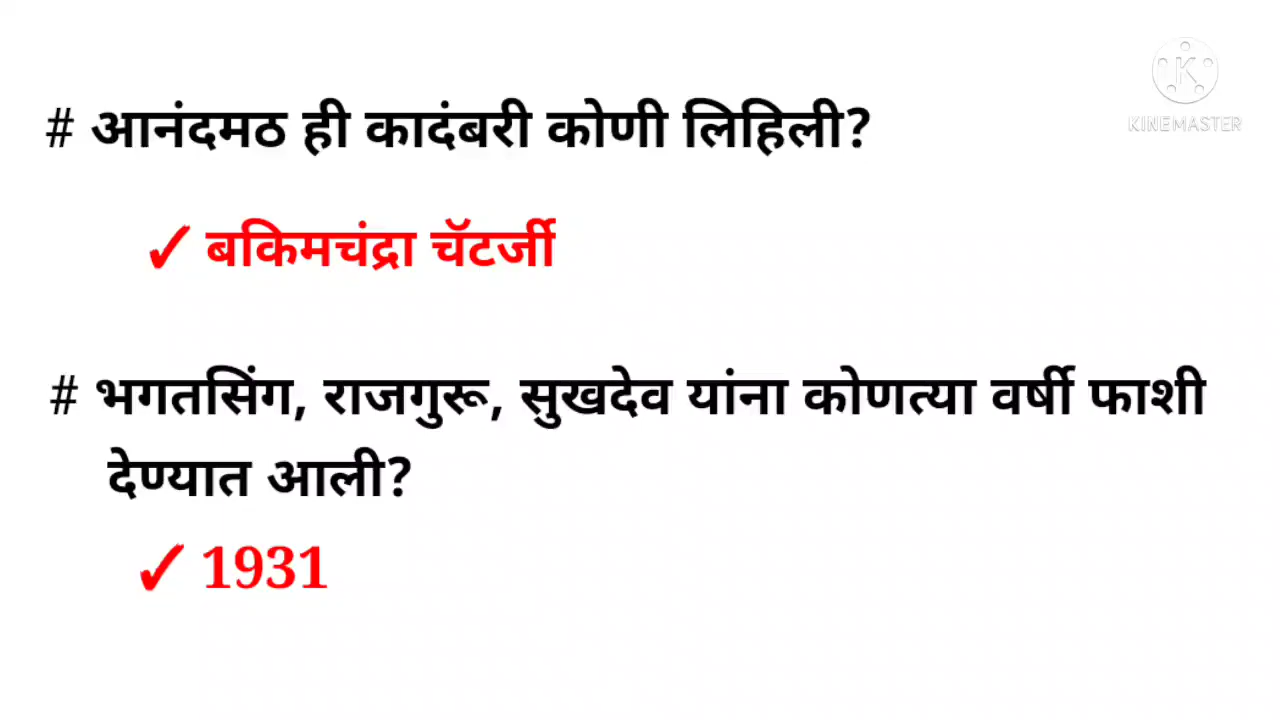 # आनंदमठ ही कादंबरी कोणी लिहिली?
KINEMASTER
✓ बकिमचंद्रा चॅटर्जी
# भगतसिंग, राजगुरू, सुखदेव यांना कोणत्या वर्षी फाशी
देण्यात आली?
✓ 1931